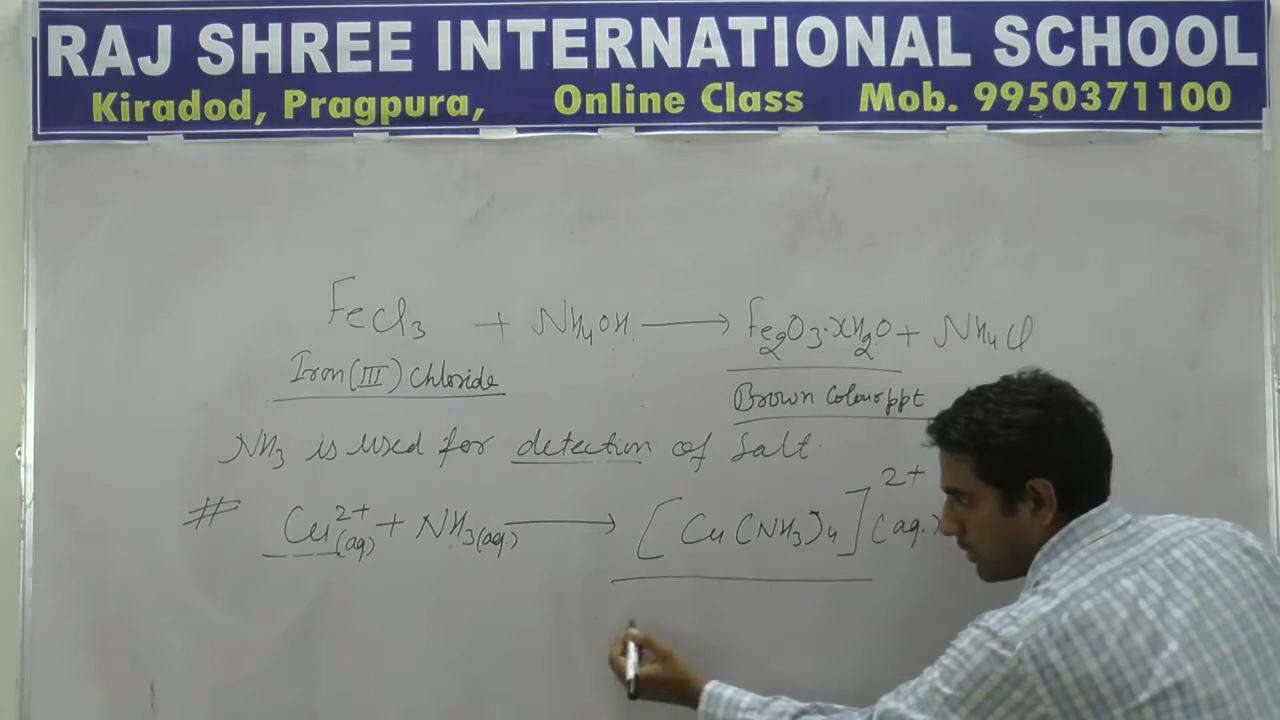 RAJ SHREE INTERNATIONAL SCHOOL
Kiradod, Pragpura, Online Class Mob. 9950371100
FeCl3 + NH4OH ⟶ Fe2O3·xH2O + NH4Cl
Iron (III) Chloride Brown Colour ppt
NH3 is used for detection of Salt.
# Cu2+(aq) + NH3(aq.) ⟶ [Cu(NH3)4]2+(aq.)